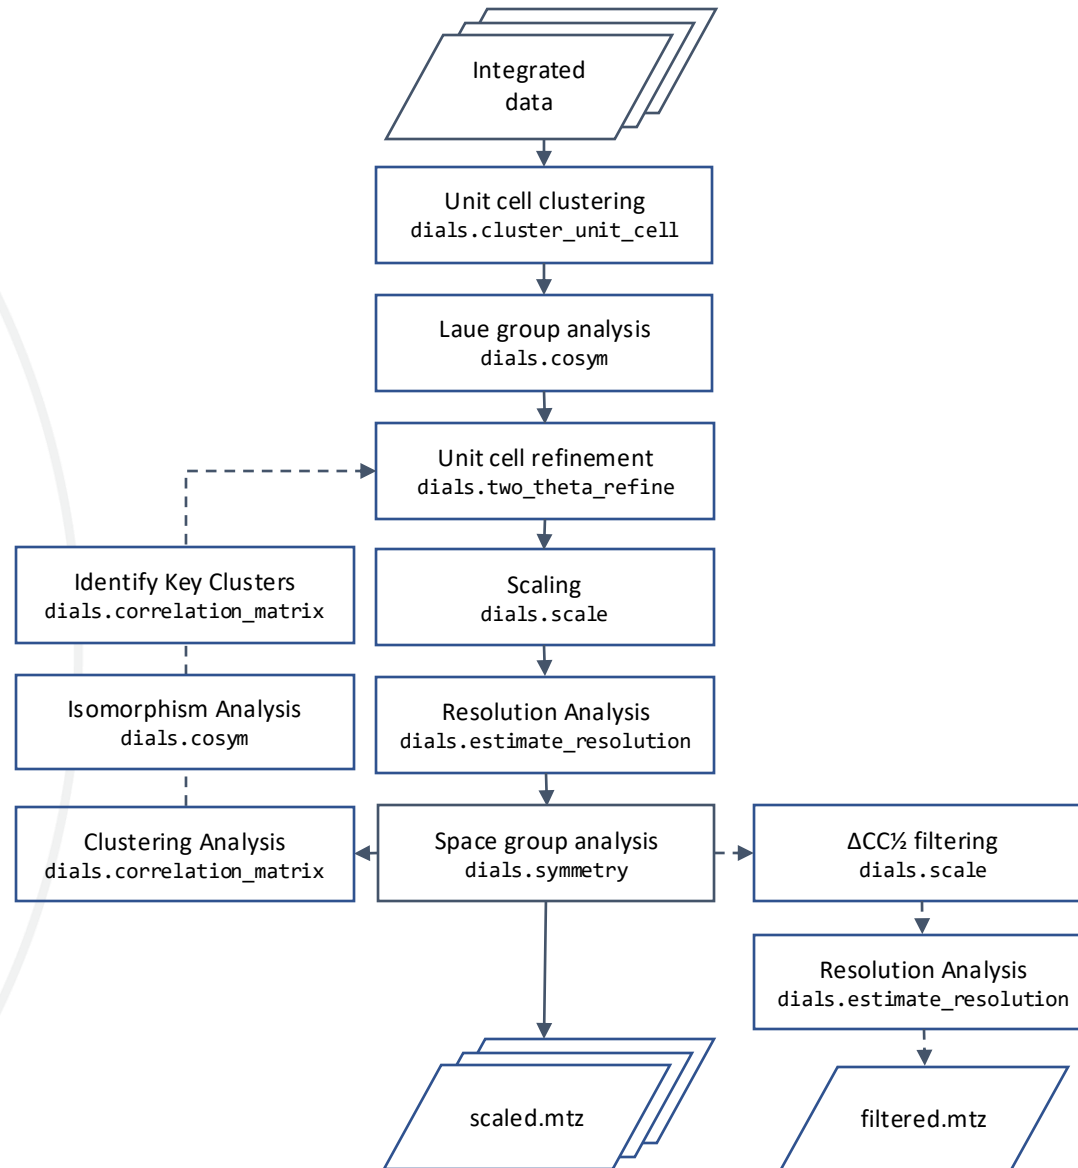 Integrated
data
Unit cell clustering
dials.cluster_unit_cell
Laue group analysis
dials.cosym
Unit cell refinement
dials.two_theta_refine
Identify Key Clusters
dials.correlation_matrix
Scaling
dials.scale
Isomorphism Analysis
dials.cosym
Resolution Analysis
dials.estimate_resolution
Clustering Analysis
dials.correlation_matrix
Space group analysis
dials.symmetry
ΔCC½ filtering
dials.scale
Resolution Analysis
dials.estimate_resolution
scaled.mtz
filtered.mtz